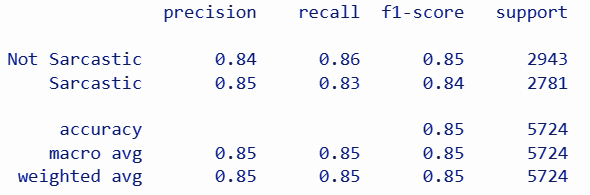 precision recall f1-score support
Not Sarcastic 0.84 0.86 0.85 2943
Sarcastic 0.85 0.83 0.84 2781
accuracy 0.85 5724
macro avg 0.85 0.85 0.85 5724
weighted avg 0.85 0.85 0.85 5724